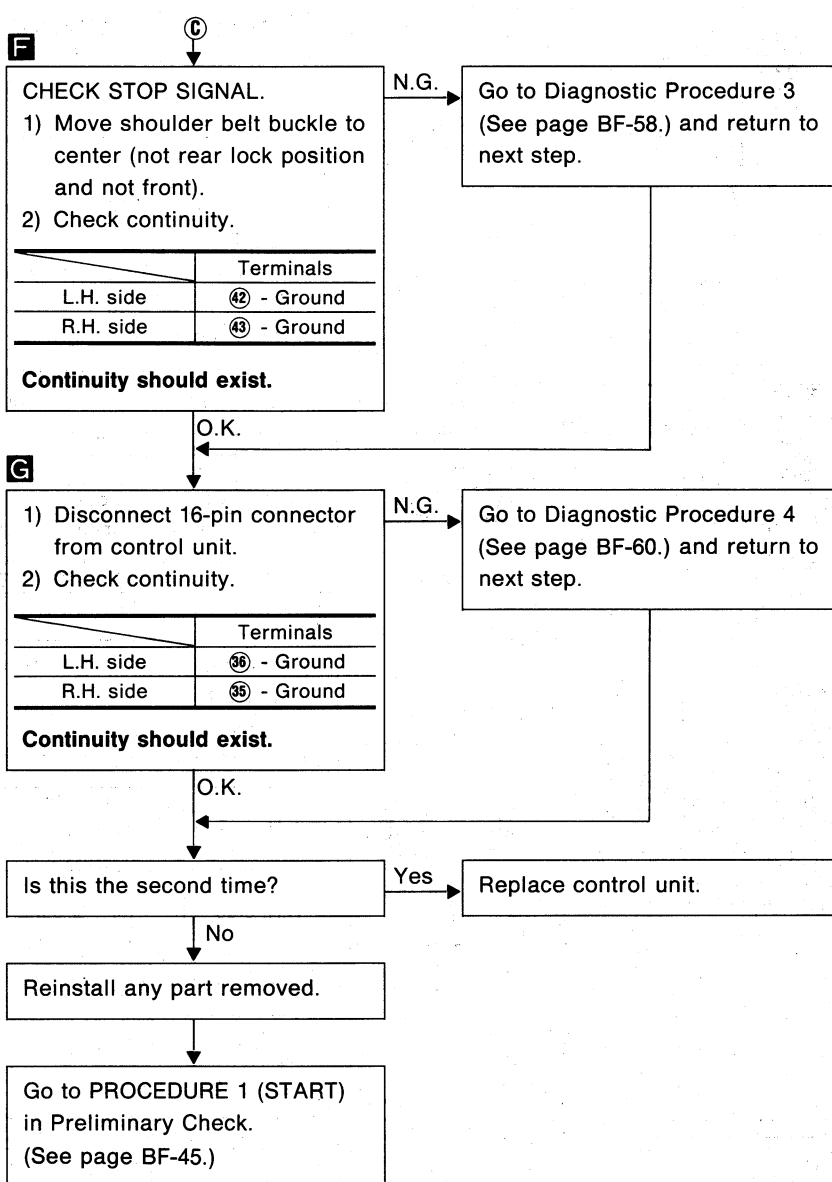 Ⓒ
F
CHECK STOP SIGNAL.
1) Move shoulder belt buckle to
center (not rear lock position
and not front).
2) Check continuity.
Terminals
L.H. side ㊷ - Ground
R.H. side ㊸ - Ground
Continuity should exist.
N.G.
Go to Diagnostic Procedure 3
(See page BF-58.) and return to
next step.
O.K.
G
1) Disconnect 16-pin connector
from control unit.
2) Check continuity.
Terminals
L.H. side ㊱ - Ground
R.H. side ㉟ - Ground
Continuity should exist.
N.G.
Go to Diagnostic Procedure 4
(See page BF-60.) and return to
next step.
O.K.
Is this the second time?
Yes
Replace control unit.
No
Reinstall any part removed.
Go to PROCEDURE 1 (START)
in Preliminary Check.
(See page BF-45.)